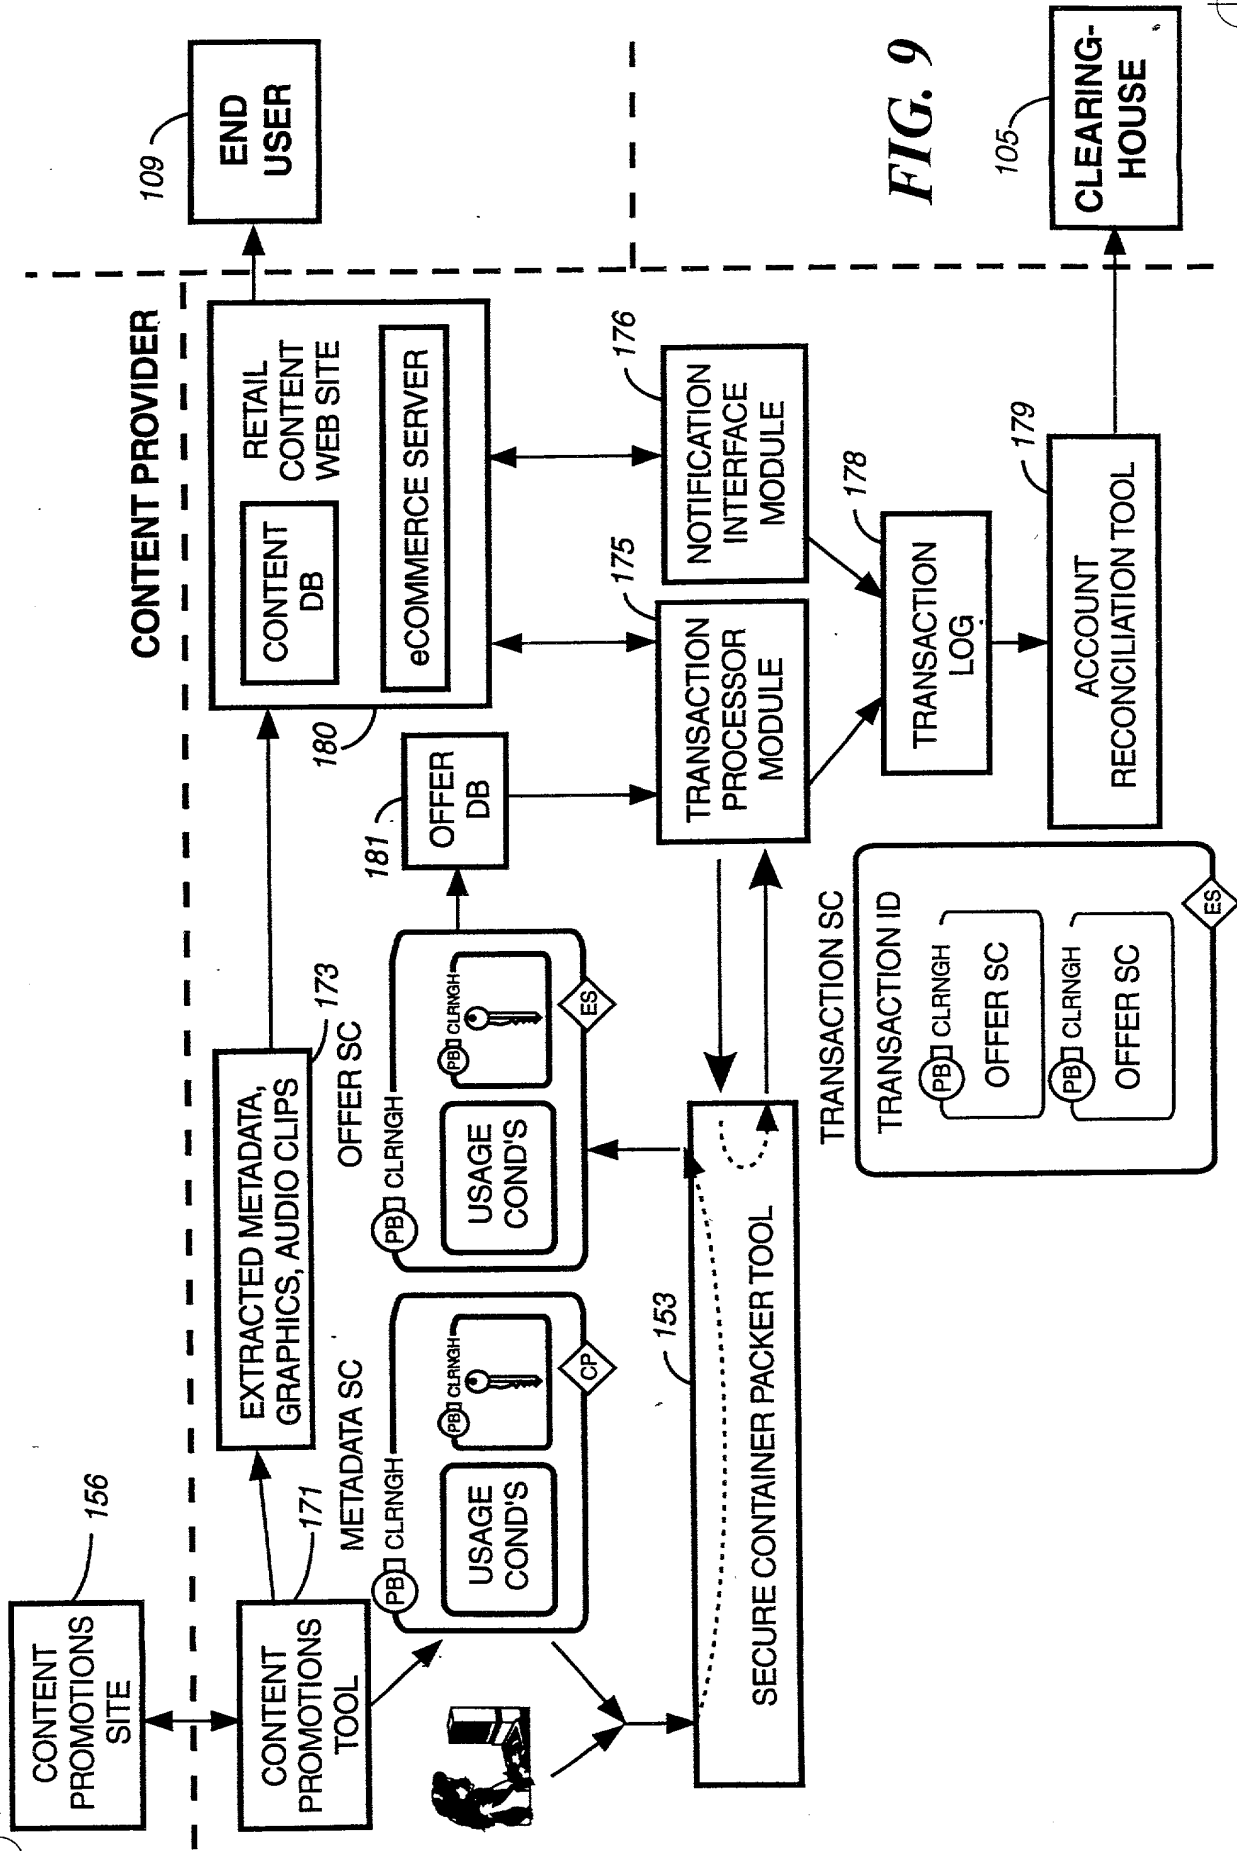 CONTENT
PROMOTIONS
SITE
156
CONTENT PROVIDER
CONTENT
PROMOTIONS
TOOL
171
EXTRACTED METADATA,
GRAPHICS, AUDIO CLIPS
173
CONTENT
DB
RETAIL
CONTENT
WEB SITE
eCOMMERCE SERVER
180
END
USER
109
METADATA SC
PB CLRNGH
USAGE
COND'S
PB CLRNGH
CP
OFFER SC
PB CLRNGH
USAGE
COND'S
PB CLRNGH
ES
OFFER
DB
181
153
SECURE CONTAINER PACKER TOOL
TRANSACTION
PROCESSOR
MODULE
175
NOTIFICATION
INTERFACE
MODULE
176
TRANSACTION
LOG
178
TRANSACTION SC
TRANSACTION ID
PB CLRNGH
OFFER SC
PB CLRNGH
OFFER SC
ES
ACCOUNT
RECONCILIATION TOOL
179
FIG. 9
105
CLEARING-
HOUSE